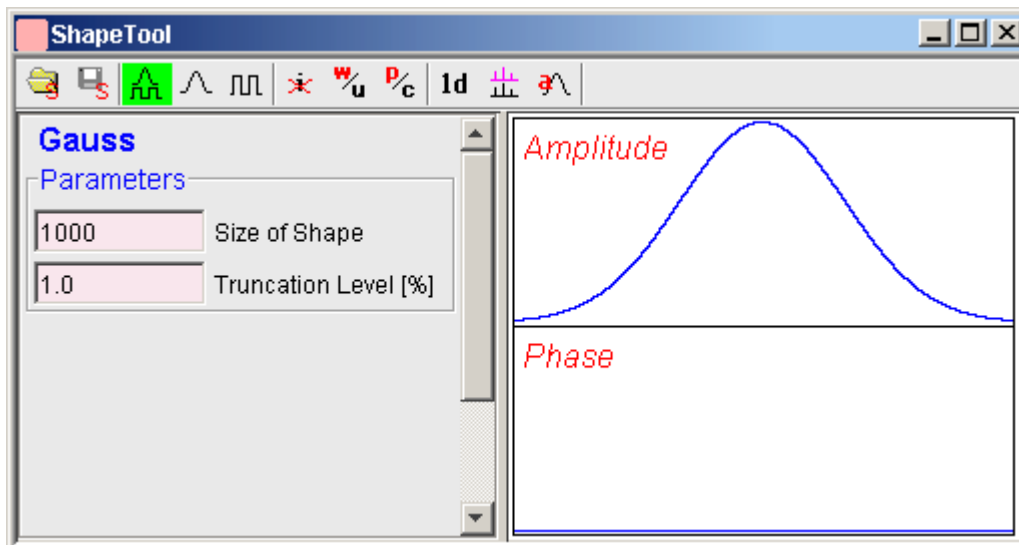 ShapeTool
S S w/u p/c 1d a
Gauss
Parameters
1000 Size of Shape
1.0 Truncation Level [%]
Amplitude
Phase